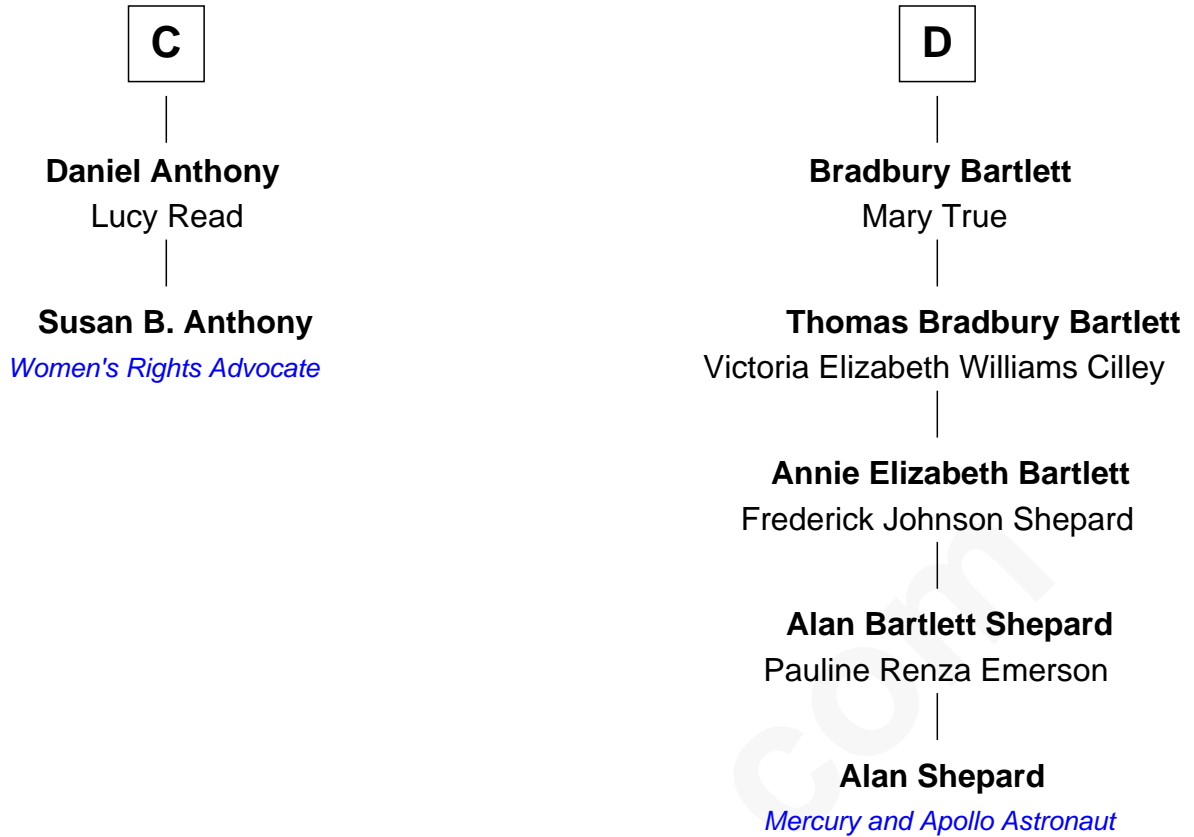 C
Daniel Anthony
Lucy Read
Susan B. Anthony
Women's Rights Advocate
D
Bradbury Bartlett
Mary True
Thomas Bradbury Bartlett
Victoria Elizabeth Williams Cilley
Annie Elizabeth Bartlett
Frederick Johnson Shepard
Alan Bartlett Shepard
Pauline Renza Emerson
Alan Shepard
Mercury and Apollo Astronaut
com